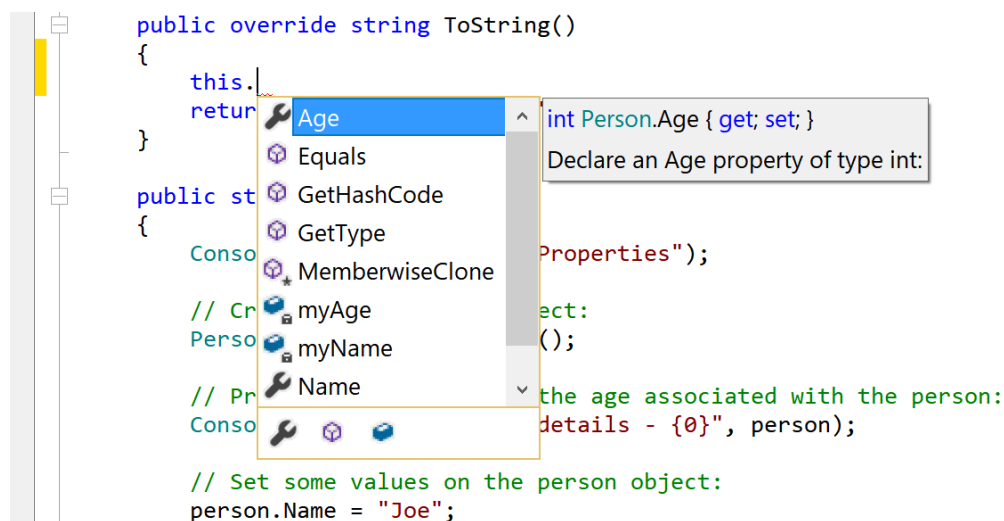 public override string ToString()
{
this.
retur
Age
int Person.Age { get; set; }
}
Equals
Declare an Age property of type int:
public st
GetHashCode
{
GetType
Conso
Properties");
MemberwiseClone
// Cr
myAge
ect:
Perso
myName
();
// Pr
Name
the age associated with the person:
Conso
details - {0}", person);
// Set some values on the person object:
person.Name = "Joe";